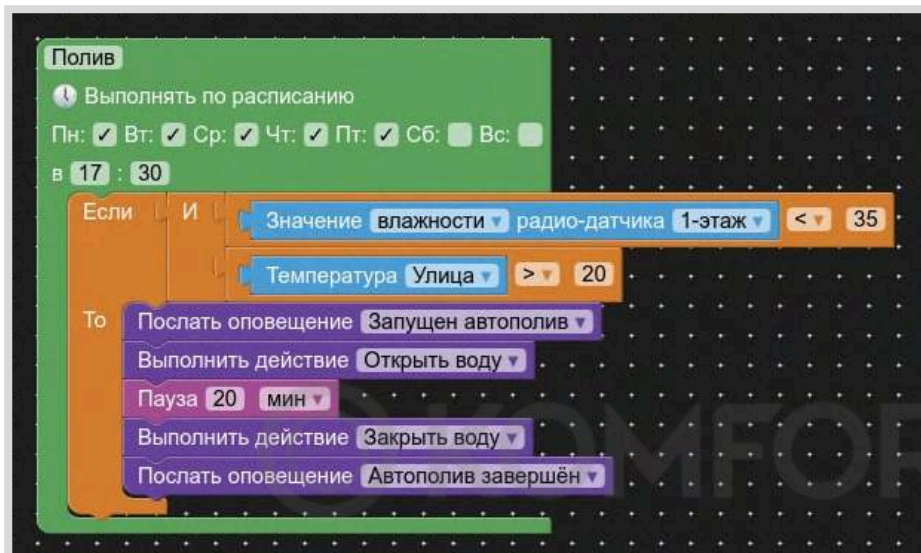 Полив
Выполнять по расписанию
Пн: Вт: Ср: Чт: Пт: Сб: Вс:
в 17 : 30
Если И Значение влажности радио-датчика 1-этаж < 35
Температура Улица > 20
То Послать оповещение Запущен автополив
Выполнить действие Открыть воду
Пауза 20 мин
Выполнить действие Закрыть воду
Послать оповещение Автополив завершён
KOMFOR